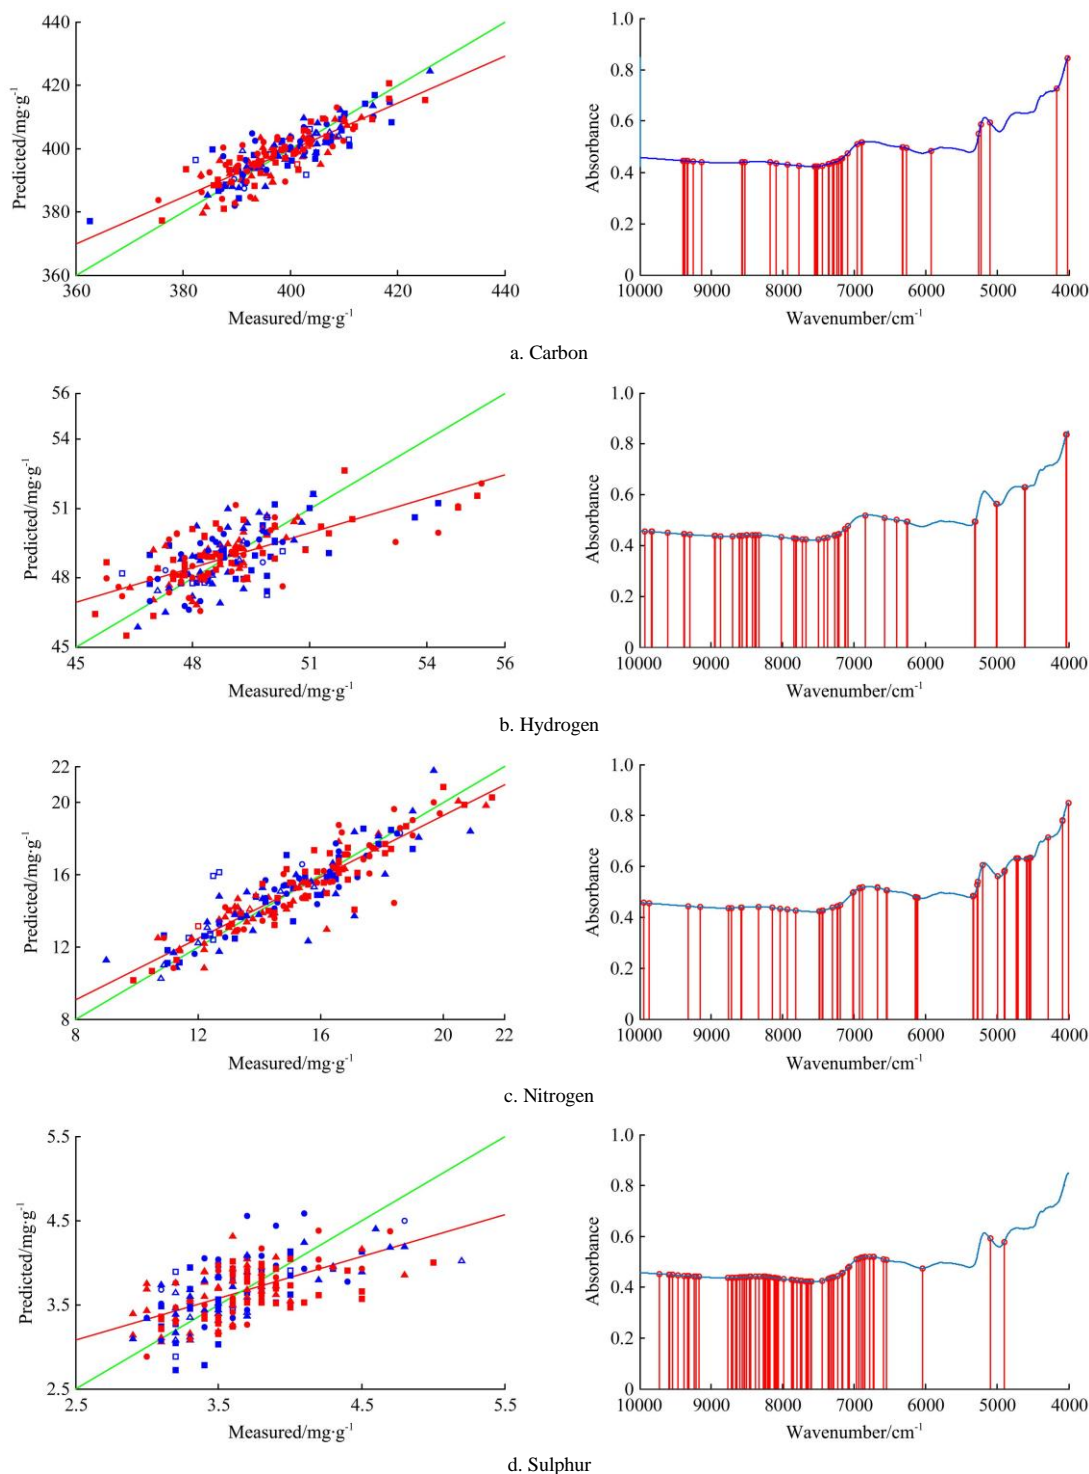 440
420
400
380
360
360 380 400 420 440
Predicted/mg·g⁻¹
Measured/mg·g⁻¹
1.0
0.8
0.6
0.4
0.2
0
10000 9000 8000 7000 6000 5000 4000
Absorbance
Wavenumber/cm⁻¹
a. Carbon
56
54
51
48
45
45 48 51 54 56
Predicted/mg·g⁻¹
Measured/mg·g⁻¹
1.0
0.8
0.6
0.4
0.2
0
10000 9000 8000 7000 6000 5000 4000
Absorbance
Wavenumber/cm⁻¹
b. Hydrogen
22
20
16
12
8
8 12 16 20 22
Predicted/mg·g⁻¹
Measured/mg·g⁻¹
1.0
0.8
0.6
0.4
0.2
0
10000 9000 8000 7000 6000 5000 4000
Absorbance
Wavenumber/cm⁻¹
c. Nitrogen
5.5
4.5
3.5
2.5
2.5 3.5 4.5 5.5
Predicted/mg·g⁻¹
Measured/mg·g⁻¹
1.0
0.8
0.6
0.4
0.2
0
10000 9000 8000 7000 6000 5000 4000
Absorbance
Wavenumber/cm⁻¹
d. Sulphur